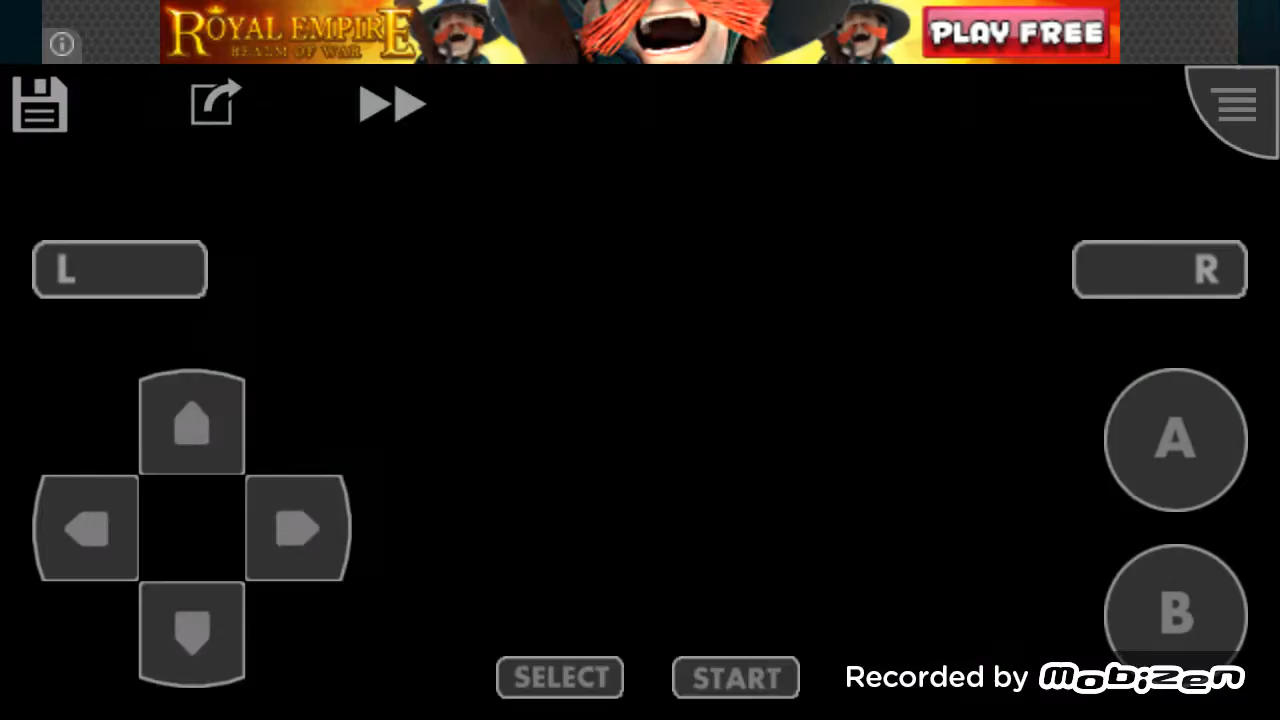 ROYAL EMPIRE
REALM OF WAR
PLAY FREE
L
R
A
B
SELECT
START
Recorded by mobizen